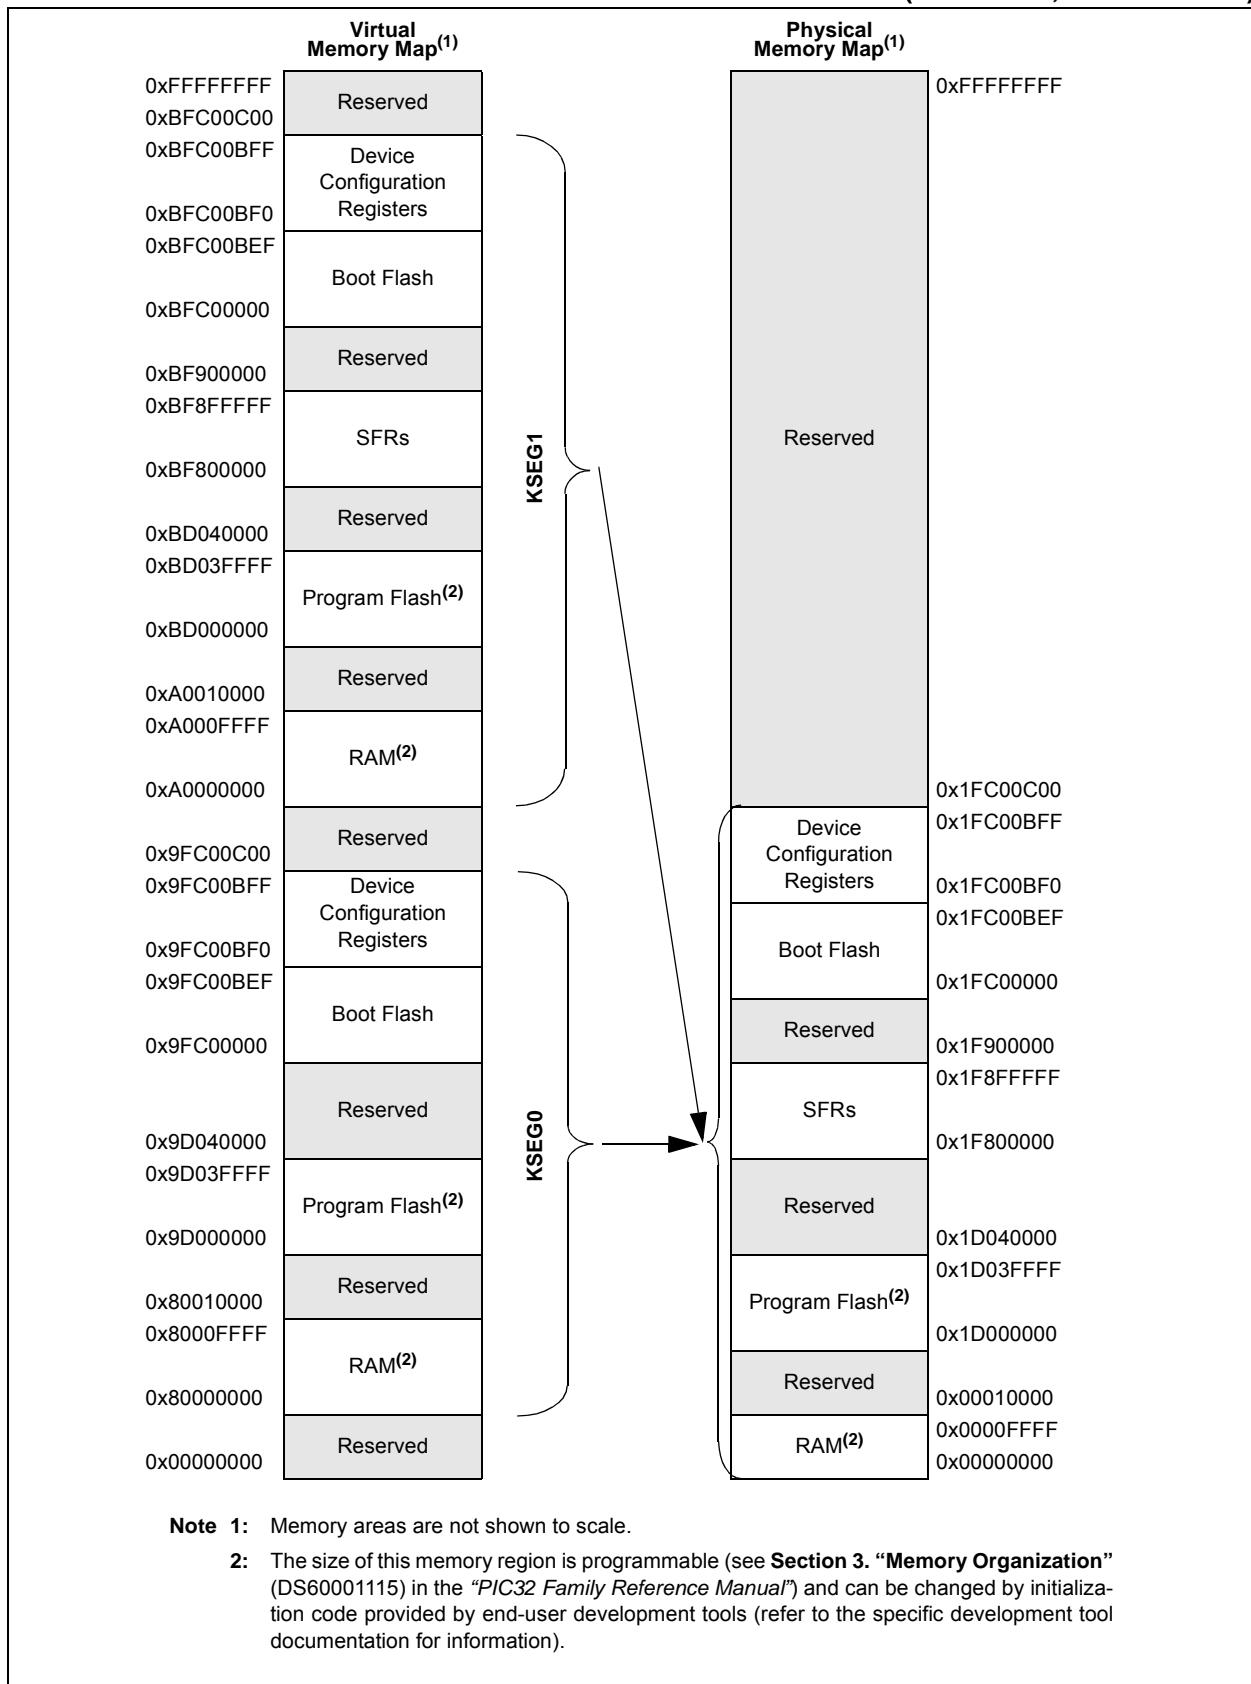 Virtual
Memory Map(1)
0xFFFFFFFF
Reserved
0xBFC00C00
0xBFC00BFF
Device
Configuration
Registers
0xBFC00BF0
0xBFC00BEF
Boot Flash
0xBFC00000
Reserved
0xBF900000
0xBF8FFFFF
SFRs
0xBF800000
Reserved
0xBD040000
0xBD03FFFF
Program Flash(2)
0xBD000000
Reserved
0xA0010000
0xA000FFFF
RAM(2)
0xA0000000
Reserved
0x9FC00C00
0x9FC00BFF
Device
Configuration
Registers
0x9FC00BF0
0x9FC00BEF
Boot Flash
0x9FC00000
Reserved
0x9D040000
0x9D03FFFF
Program Flash(2)
0x9D000000
Reserved
0x80010000
0x8000FFFF
RAM(2)
0x80000000
Reserved
0x00000000
KSEG1
KSEG0
Physical
Memory Map(1)
0xFFFFFFFF
Reserved
0x1FC00C00
0x1FC00BFF
Device
Configuration
Registers
0x1FC00BF0
0x1FC00BEF
Boot Flash
0x1FC00000
Reserved
0x1F900000
0x1F8FFFFF
SFRs
0x1F800000
Reserved
0x1D040000
0x1D03FFFF
Program Flash(2)
0x1D000000
Reserved
0x00010000
0x0000FFFF
RAM(2)
0x00000000
Note 1: Memory areas are not shown to scale.
2: The size of this memory region is programmable (see Section 3. “Memory Organization”
(DS60001115) in the “PIC32 Family Reference Manual”) and can be changed by initializa-
tion code provided by end-user development tools (refer to the specific development tool
documentation for information).